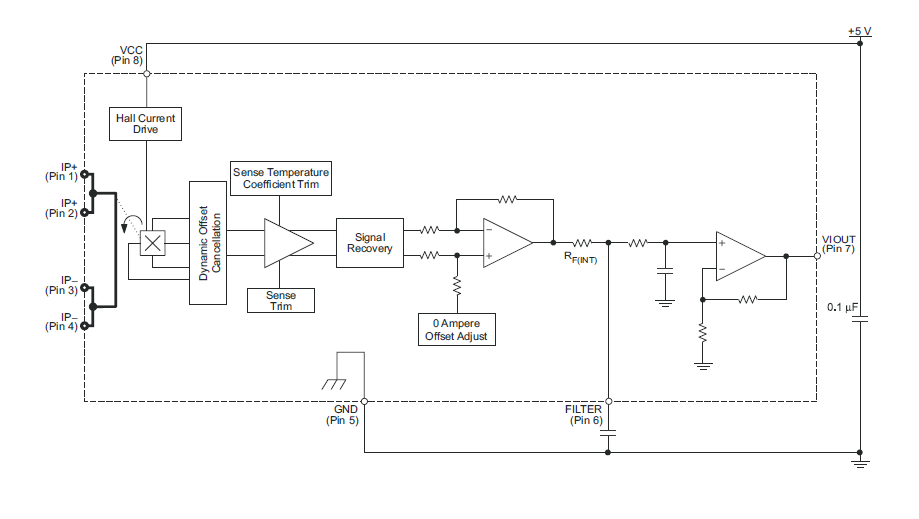 +5 V
VCC
(Pin 8)
Hall Current
Drive
IP+
(Pin 1)
IP+
(Pin 2)
IP−
(Pin 3)
IP−
(Pin 4)
Dynamic Offset
Cancellation
Sense Temperature
Coefficient Trim
Sense
Trim
Signal
Recovery
−
+
0 Ampere
Offset Adjust
RF(INT)
+
−
VIOUT
(Pin 7)
0.1 µF
GND
(Pin 5)
FILTER
(Pin 6)